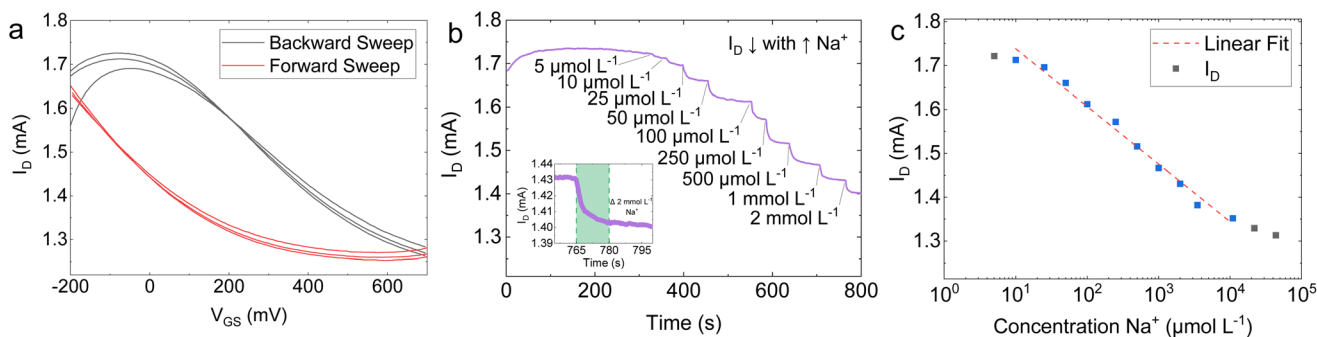 a
1.8
1.7
1.6
1.5
1.4
1.3
I_D (mA)
-200 0 200 400 600
V_GS (mV)
Backward Sweep
Forward Sweep
b
1.8
1.7
1.6
1.5
1.4
1.3
I_D (mA)
0 100 200 300 400 500 600 700 800
Time (s)
I_D ↓ with ↑ Na⁺
5 µmol L⁻¹
10 µmol L⁻¹
25 µmol L⁻¹
50 µmol L⁻¹
100 µmol L⁻¹
250 µmol L⁻¹
500 µmol L⁻¹
1 mmol L⁻¹
2 mmol L⁻¹
1.44
1.43
1.42
1.41
1.40
1.39
I_D (mA)
765 780 795
Time (s)
Δ 2 mmol L⁻¹
Na⁺
c
1.8
1.7
1.6
1.5
1.4
1.3
I_D (mA)
10⁰ 10¹ 10² 10³ 10⁴ 10⁵
Concentration Na⁺ (µmol L⁻¹)
Linear Fit
I_D